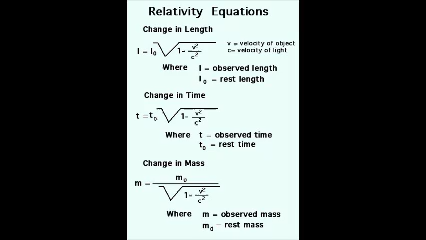 Relativity Equations
Change in Length
l = l₀ √(1- v²/c²)
v = velocity of object
c= velocity of light
Where l = observed length
l₀ = rest length
Change in Time
t = t₀ √(1- v²/c²)
Where t = observed time
t₀ = rest time
Change in Mass
m = m₀ / √(1- v²/c²)
Where m = observed mass
m₀ = rest mass